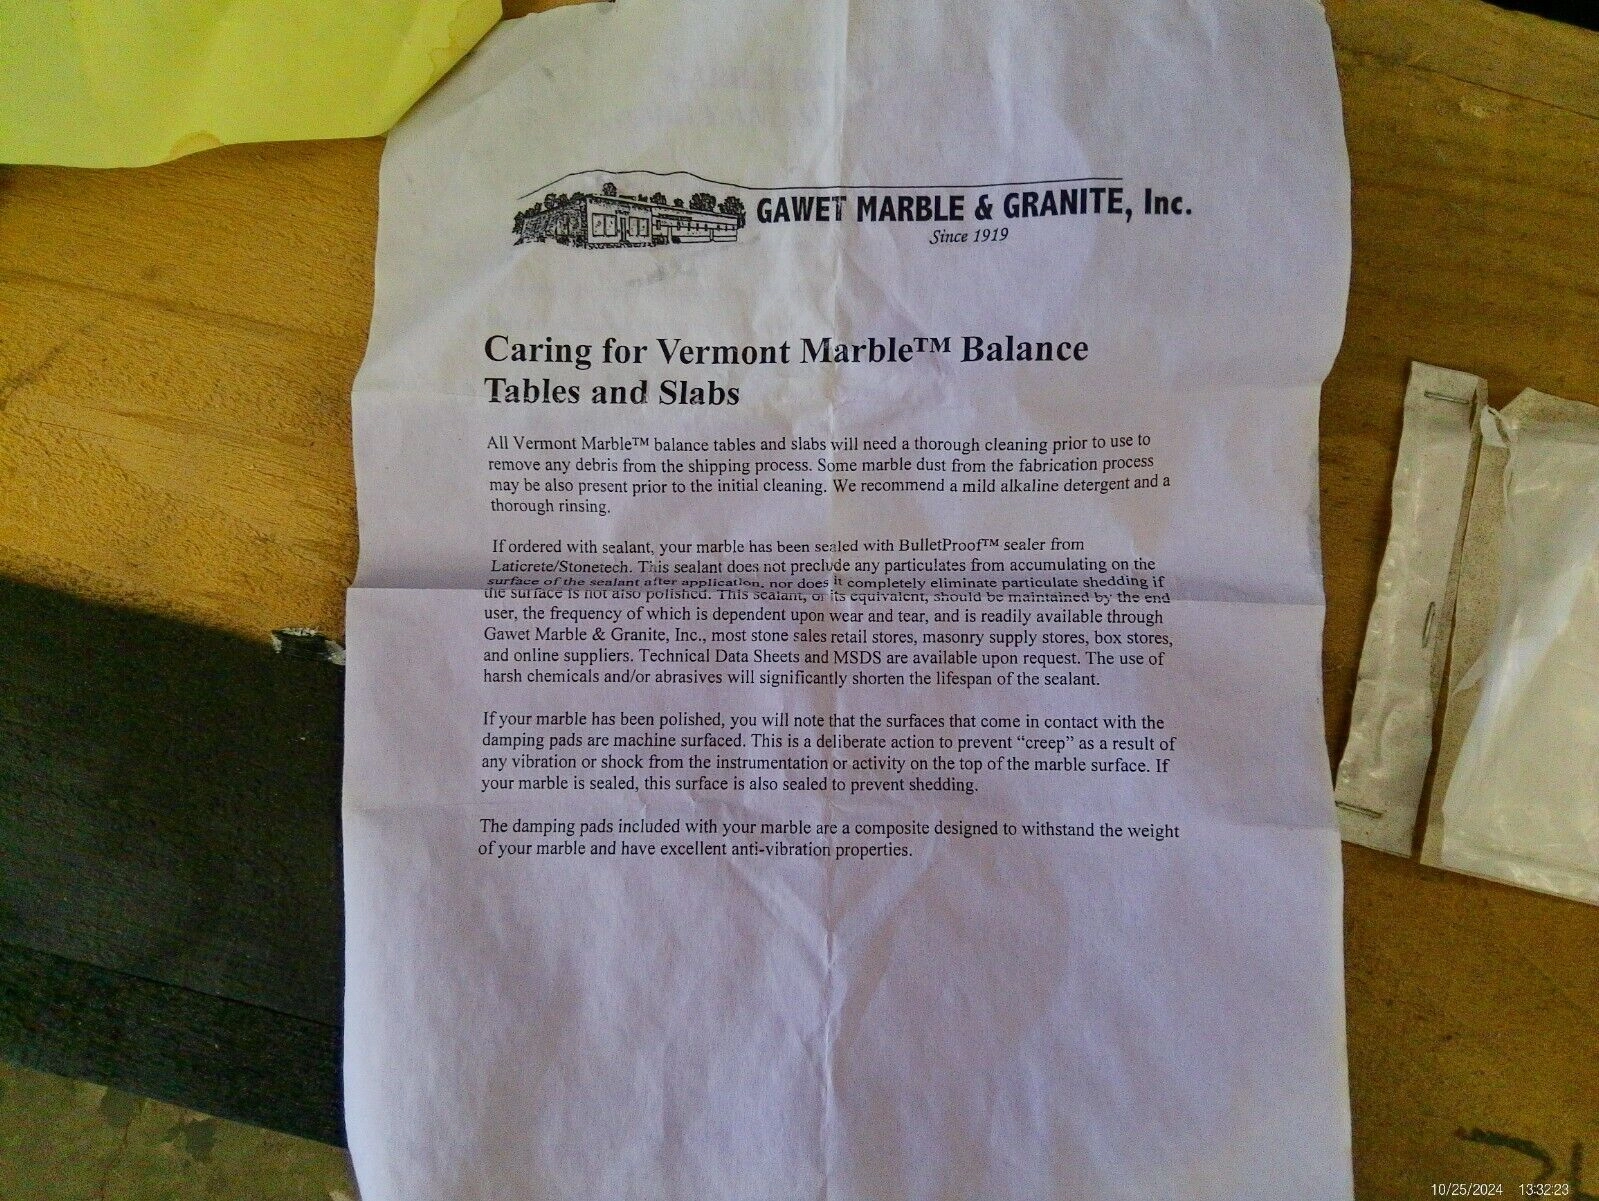 GAWET MARBLE & GRANITE, Inc.
Since 1919
Caring for Vermont Marble™ Balance
Tables and Slabs
All Vermont Marble™ balance tables and slabs will need a thorough cleaning prior to use to
remove any debris from the shipping process. Some marble dust from the fabrication process
may be also present prior to the initial cleaning. We recommend a mild alkaline detergent and a
thorough rinsing.
If ordered with sealant, your marble has been sealed with BulletProof™ sealer from
Laticrete/Stonetech. This sealant does not preclude any particulates from accumulating on the
surface of the sealant after application, nor does it completely eliminate particulate shedding if
the surface is not also polished. This sealant, or its equivalent, should be maintained by the end
user, the frequency of which is dependent upon wear and tear, and is readily available through
Gawet Marble & Granite, Inc., most stone sales retail stores, masonry supply stores, box stores,
and online suppliers. Technical Data Sheets and MSDS are available upon request. The use of
harsh chemicals and/or abrasives will significantly shorten the lifespan of the sealant.
If your marble has been polished, you will note that the surfaces that come in contact with the
damping pads are machine surfaced. This is a deliberate action to prevent “creep” as a result of
any vibration or shock from the instrumentation or activity on the top of the marble surface. If
your marble is sealed, this surface is also sealed to prevent shedding.
The damping pads included with your marble are a composite designed to withstand the weight
of your marble and have excellent anti-vibration properties.
10/25/2024 13:32:23